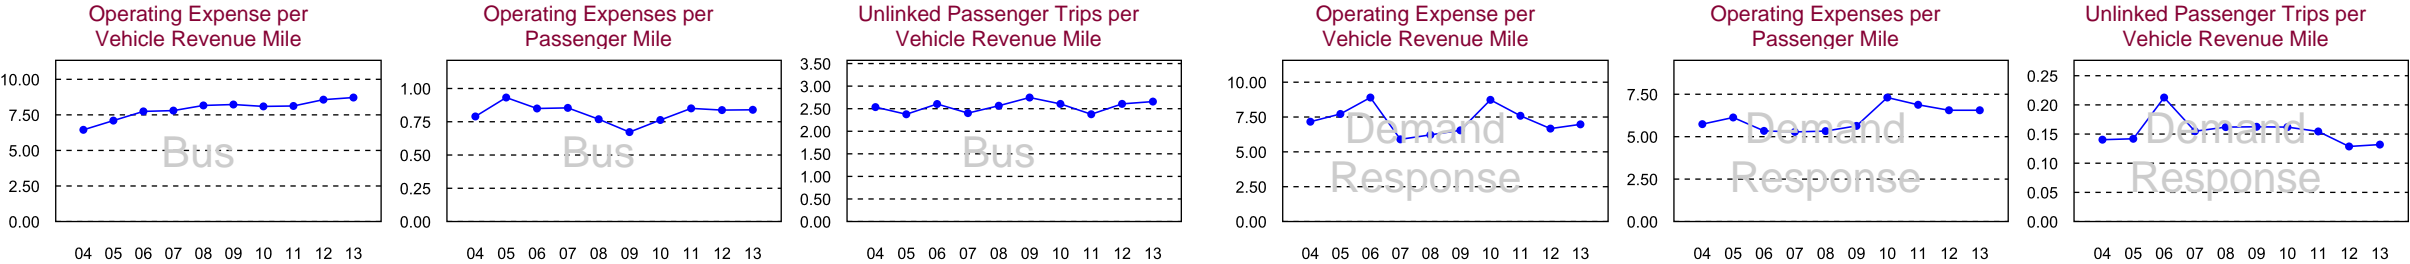 Operating Expense per
Vehicle Revenue Mile
10.00
7.50
5.00
2.50
0.00
Bus
04 05 06 07 08 09 10 11 12 13
Operating Expenses per
Passenger Mile
1.00
0.75
0.50
0.25
0.00
Bus
04 05 06 07 08 09 10 11 12 13
Unlinked Passenger Trips per
Vehicle Revenue Mile
3.50
3.00
2.50
2.00
1.50
1.00
0.50
0.00
Bus
04 05 06 07 08 09 10 11 12 13
Operating Expense per
Vehicle Revenue Mile
10.00
7.50
5.00
2.50
0.00
Demand
Response
04 05 06 07 08 09 10 11 12 13
Operating Expenses per
Passenger Mile
7.50
5.00
2.50
0.00
Demand
Response
04 05 06 07 08 09 10 11 12 13
Unlinked Passenger Trips per
Vehicle Revenue Mile
0.25
0.20
0.15
0.10
0.05
0.00
Demand
Response
04 05 06 07 08 09 10 11 12 13